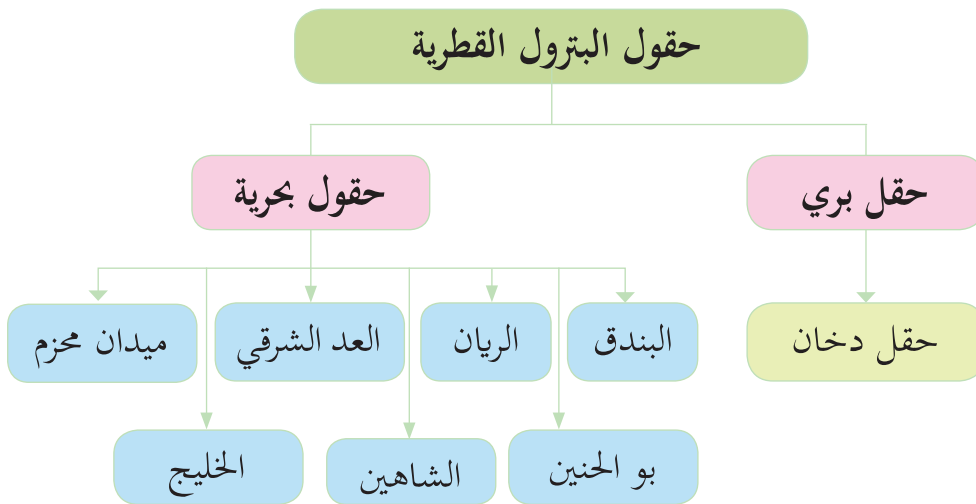 حقول البترول القطرية
حقل بري
حقول بحرية
حقل دخان
البندق
الريان
العد الشرقي
ميدان محزم
بو الحنين
الشاهين
الخليج